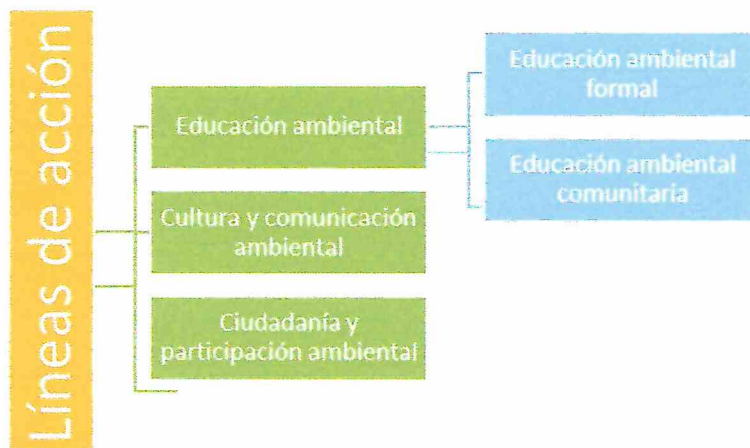 Líneas de acción
Educación ambiental
Educación ambiental
formal
Educación ambiental
comunitaria
Cultura y comunicación
ambiental
Ciudadanía y
participación ambiental